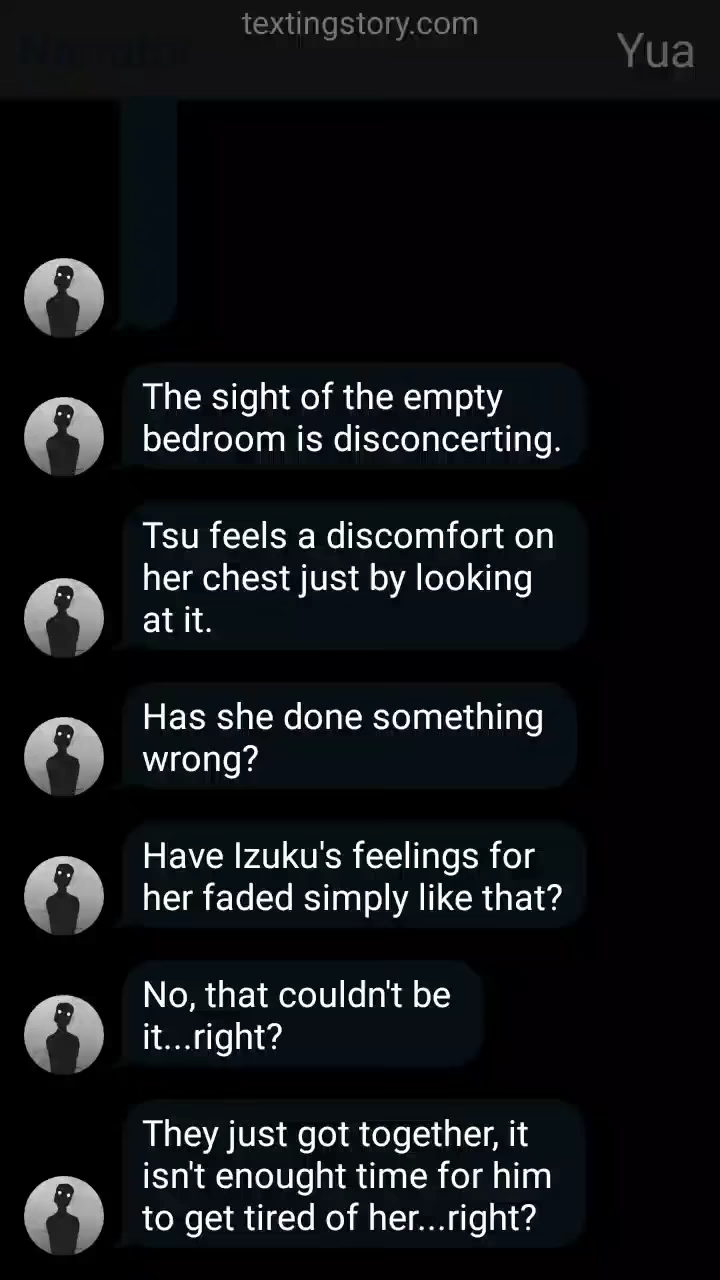 textingstory.com
Narrator
Yua
The sight of the empty
bedroom is disconcerting.
Tsu feels a discomfort on
her chest just by looking
at it.
Has she done something
wrong?
Have Izuku's feelings for
her faded simply like that?
No, that couldn't be
it...right?
They just got together, it
isn't enought time for him
to get tired of her...right?